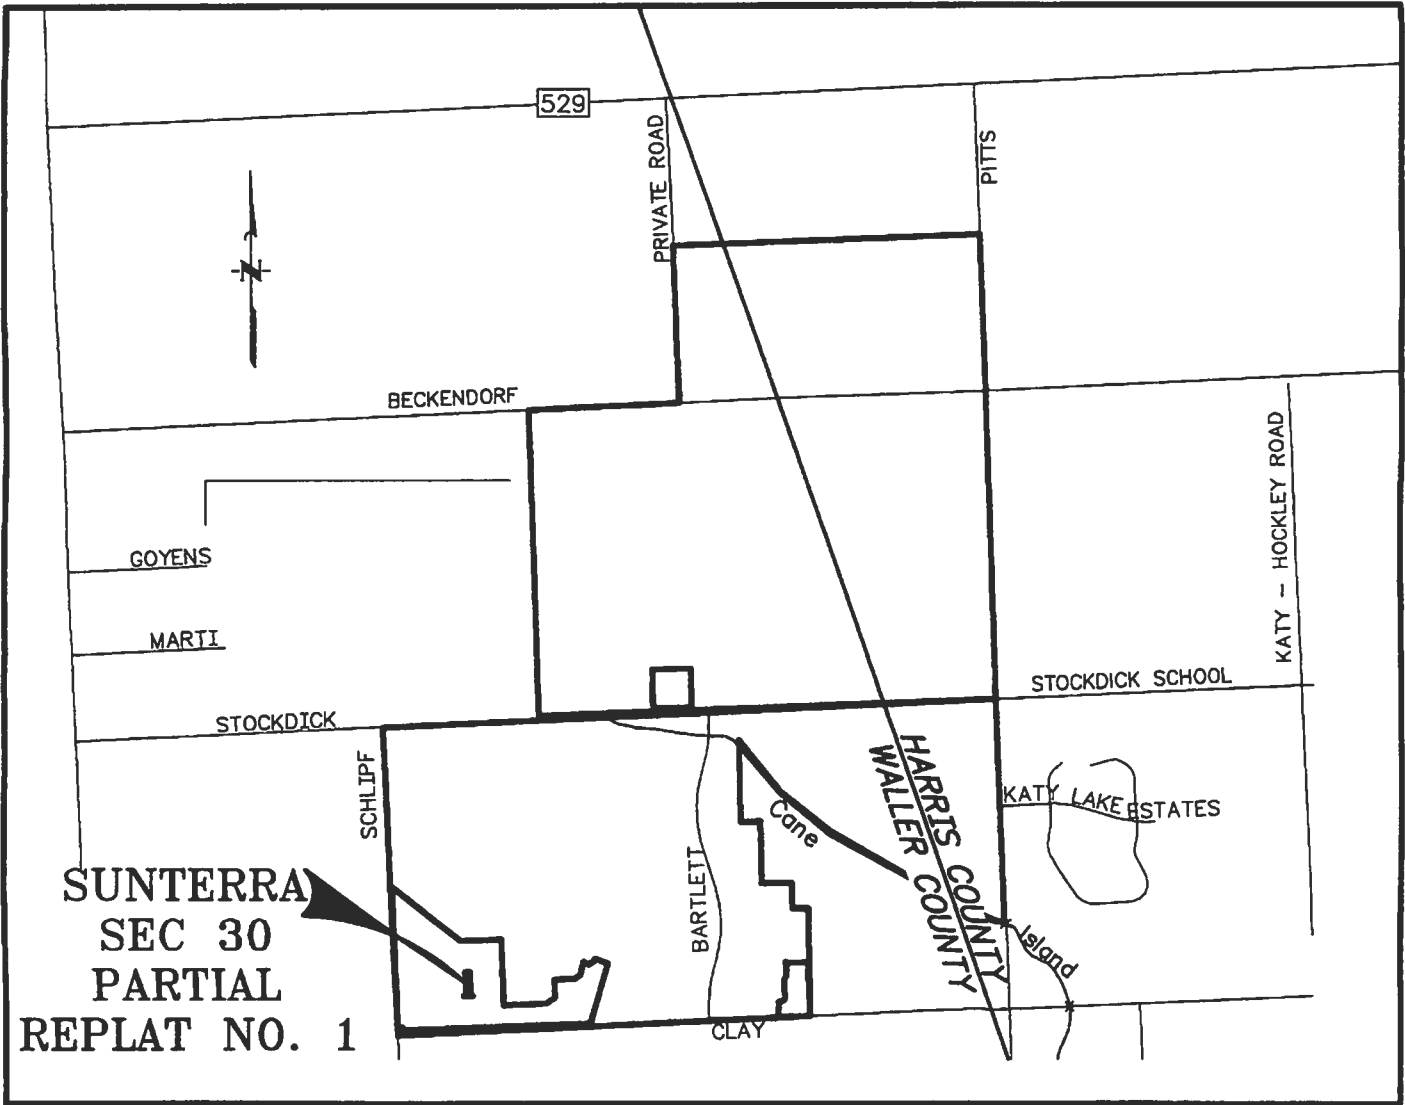 529
PRIVATE ROAD
PITTS
N
BECKENDORF
KATY - HOCKLEY ROAD
GOYENS
MARTI
STOCKDICK SCHOOL
STOCKDICK
SCHLIPF
HARRIS COUNTY
WALLER COUNTY
KATY LAKE ESTATES
Cane
BARTLETT
Island
SUNTERRA
SEC 30
PARTIAL
REPLAT NO. 1
CLAY